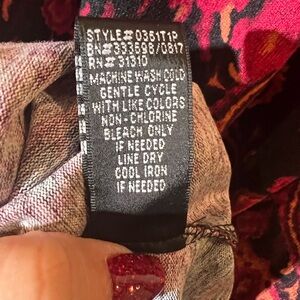 STYLE# 0361T1P
BN# 333598/0817
RN# 31310
MACHINE WASH COLD
GENTLE CYCLE
WITH LIKE COLORS
NON-CHLORINE
BLEACH ONLY
IF NEEDED
LINE DRY
COOL IRON
IF NEEDED